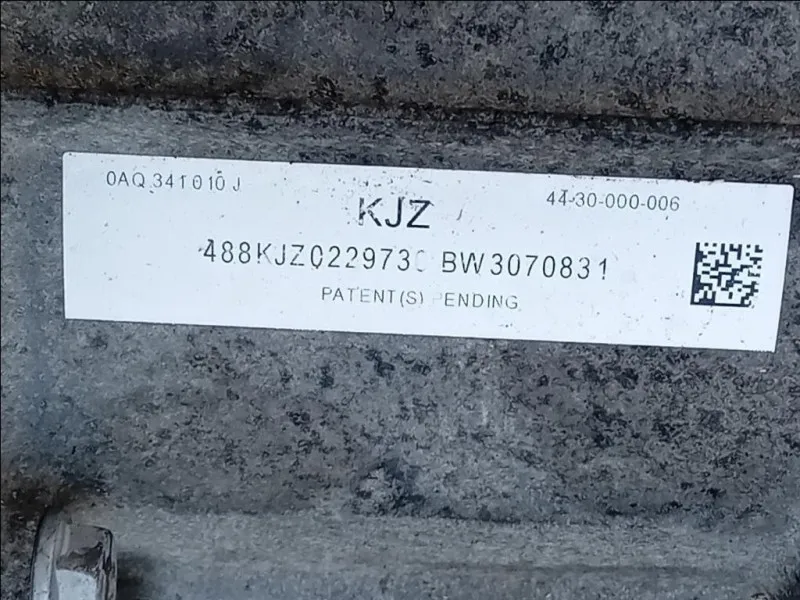 0AQ 341 010 J
44-30-000-006
KJZ
BW3070831
PATENT(S) PENDING